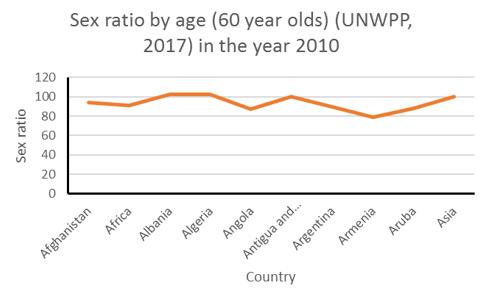 Sex ratio by age (60 year olds) (UNWPP,
2017) in the year 2010
120
100
80
60
40
20
0
Sex ratio
Afghanistan
Africa
Albania
Algeria
Angola
Antigua and...
Argentina
Armenia
Aruba
Asia
Country